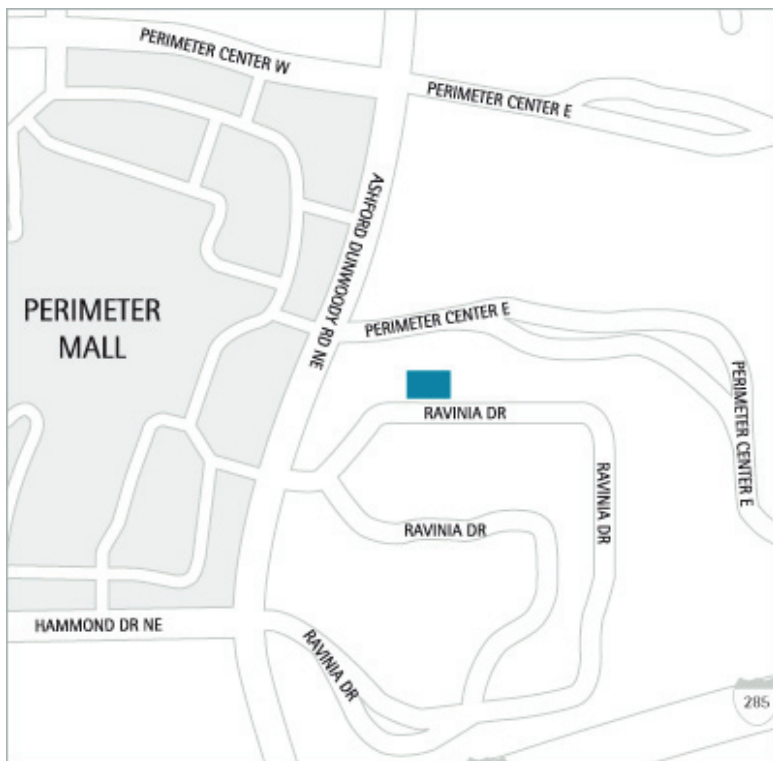 PERIMETER CENTER W
PERIMETER CENTER E
ASHFORD DUNWOODY RD NE
PERIMETER
MALL
PERIMETER CENTER E
PERIMETER CENTER E
RAVINIA DR
RAVINIA DR
RAVINIA DR
HAMMOND DR NE
RAVINIA DR
285